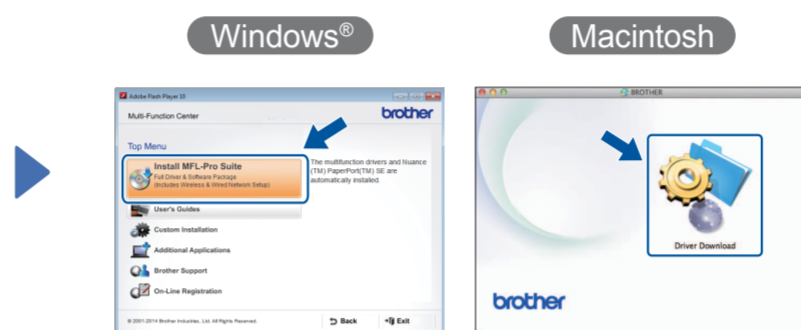 Windows®
Macintosh
Adobe Flash Player 10
Multi-Function Center
brother
Top Menu
Install MFL-Pro Suite
Full Driver & Software Package
(Includes Wireless & Wired Network Setup)
The multifunction drivers and Nuance
(TM) PaperPort(TM) SE are
automatically installed.
User's Guides
Custom Installation
Additional Applications
Brother Support
On-Line Registration
© 2001-2014 Brother Industries, Ltd. All Rights Reserved.
Back
Exit
BROTHER
Driver Download
brother